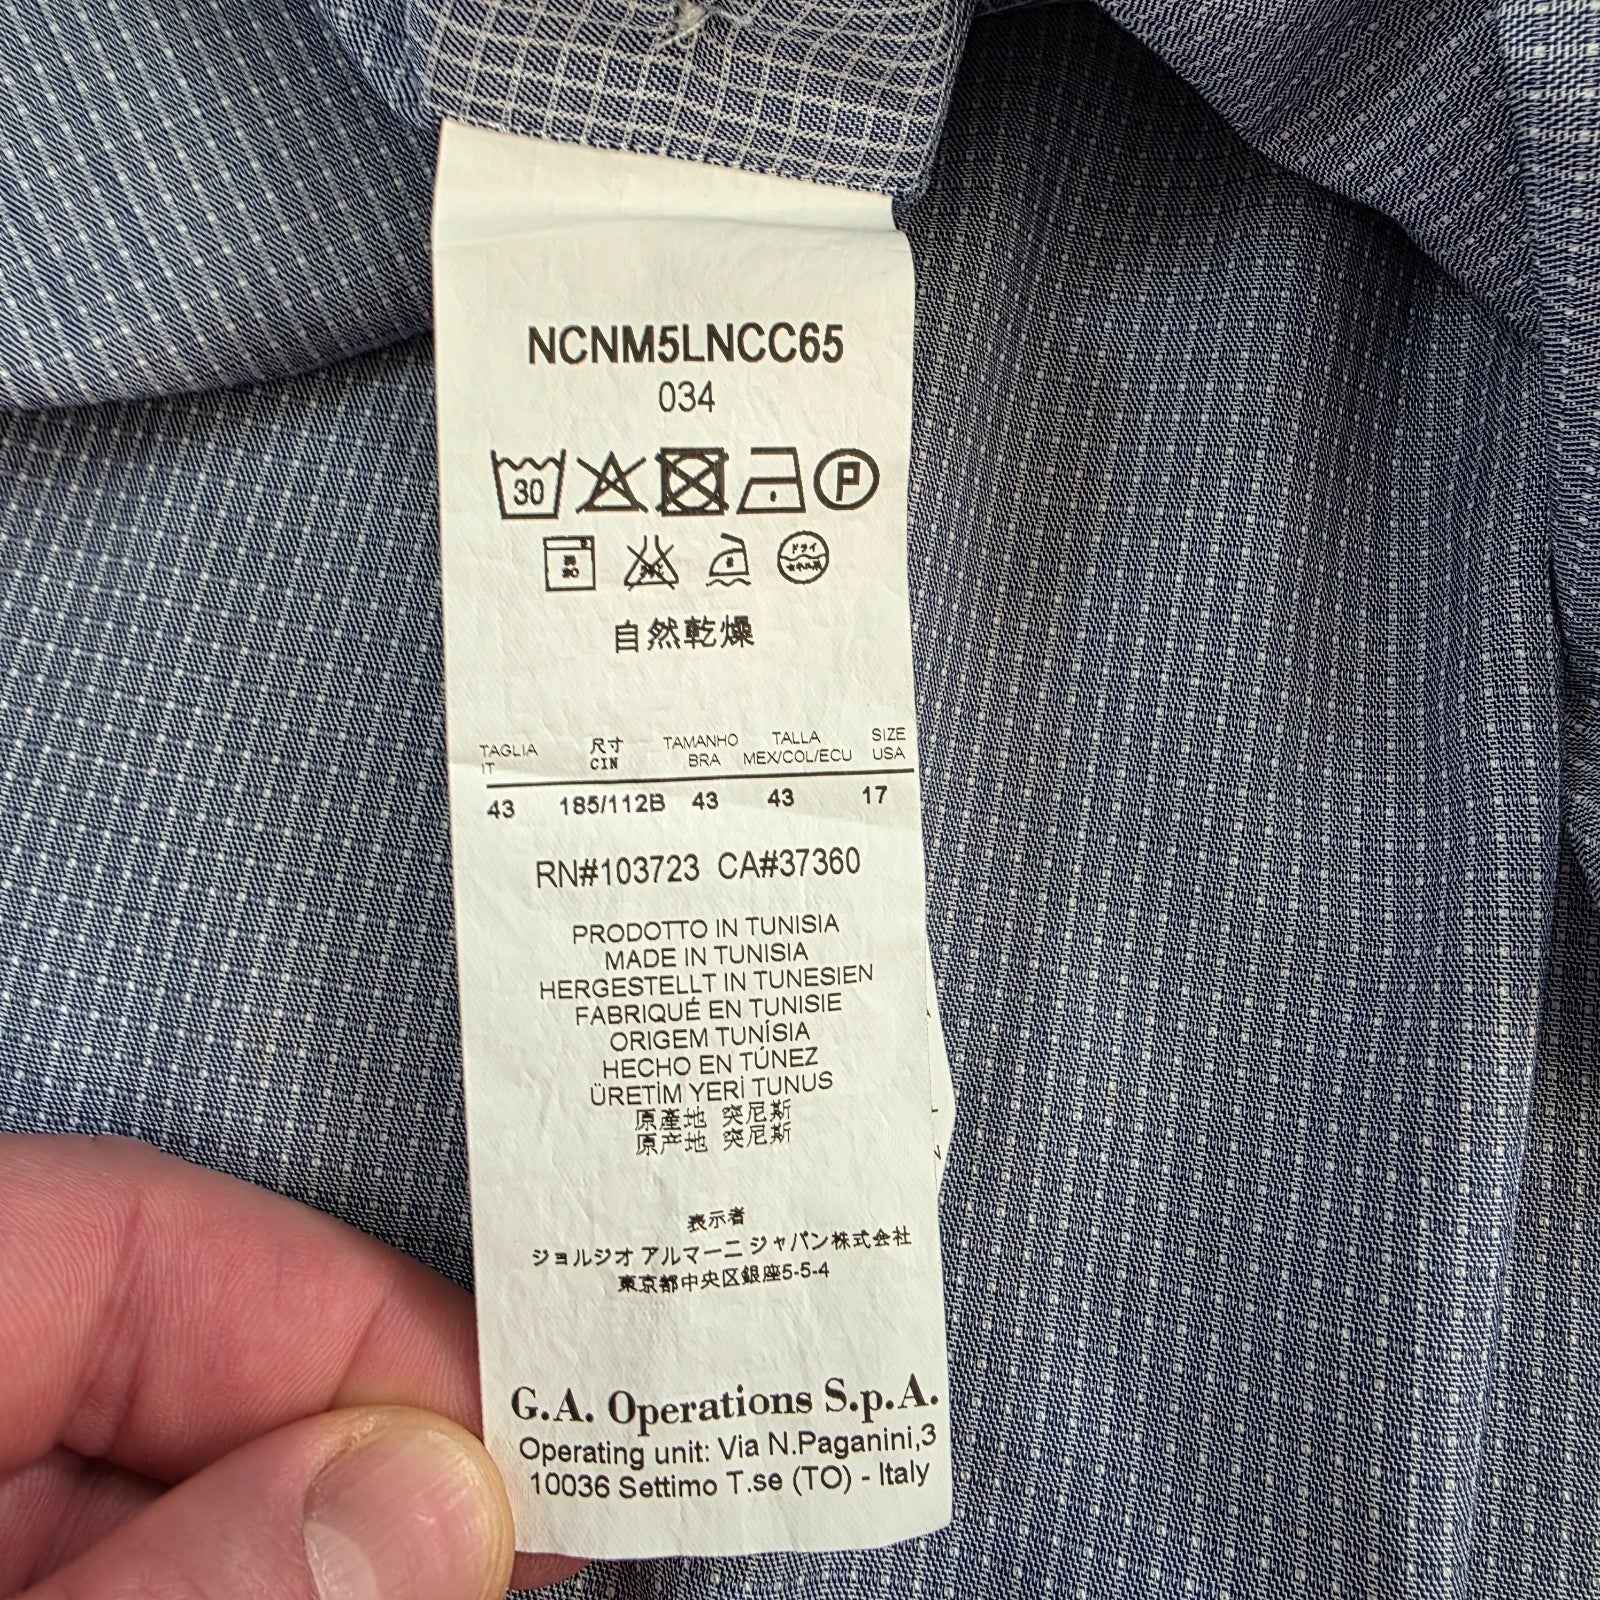 NCNM5LNCC65
034
30 P
ドライ
自然乾燥
TAGLIA IT 尺寸 CIN TAMANHO BRA TALLA MEX/COL/ECU SIZE USA
43 185/112B 43 43 17
RN#103723 CA#37360
PRODOTTO IN TUNISIA
MADE IN TUNISIA
HERGESTELLT IN TUNESIEN
FABRIQUÉ EN TUNISIE
ORIGEM TUNÍSIA
HECHO EN TÚNEZ
ÜRETİM YERİ TUNUS
原產地 突尼斯
原产地 突尼斯
表示者
ジョルジオ アルマーニ ジャパン株式会社
東京都中央区銀座5-5-4
G.A. Operations S.p.A.
Operating unit: Via N.Paganini,3
10036 Settimo T.se (TO) - Italy